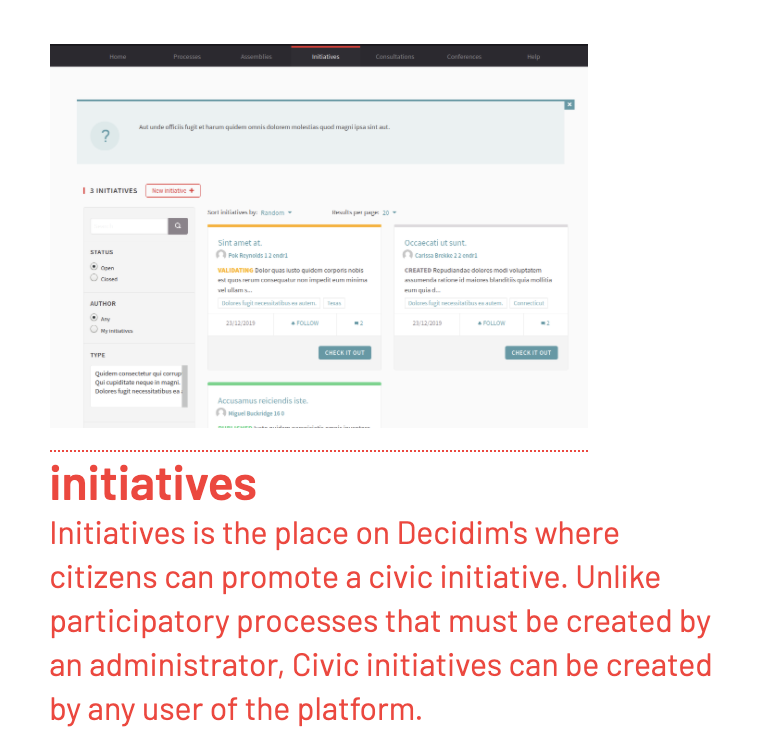 Home Processes Assemblies Initiatives Consultations Conferences Help
Aut unde officiis fugit et harum quidem omnis dolorem molestias quod magni ipsa sint aut.
3 INITIATIVES New initiative +
Sort initiatives by: Random Results per page: 20
STATUS
Open
Closed
AUTHOR
Any
My initiatives
TYPE
Quidem consectetur qui corrup
Qui cupiditate neque in magni.
Dolores fugit necessitatibus ea
Sint amet at.
Pok Reynolds 1 2 endr1
VALIDATING Dolor quas iusto quidem corporis nobis
est quos rerum consequatur non impedit eum minima
vel ullam s...
Dolores fugit necessitatibus ea autem. Texas
23/12/2019 FOLLOW 2
CHECK IT OUT
Occaecati ut sunt.
Carissa Brinke 2 2 endr1
CREATED Repudiandae dolores modi voluptatem
assumenda ratione id maiores blanditiis quia mollitia
eum quia d...
Dolores fugit necessitatibus ea autem. Connecticut
23/12/2019 FOLLOW 2
CHECK IT OUT
Accusamus reiciendis iste.
Miguel Buckridge 16 0
initiatives
Initiatives is the place on Decidim's where
citizens can promote a civic initiative. Unlike
participatory processes that must be created by
an administrator, Civic initiatives can be created
by any user of the platform.